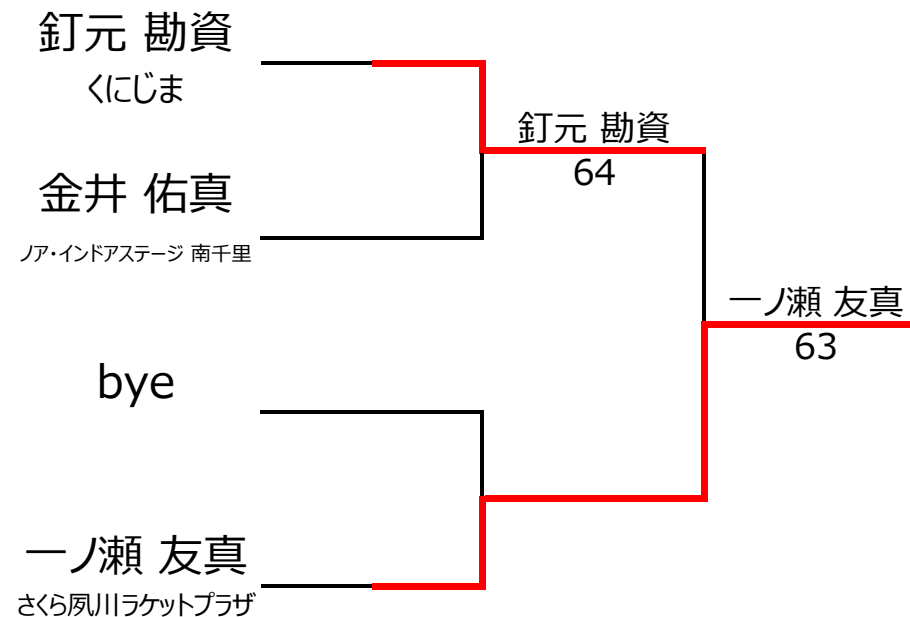 釘元 勘資
くにじま
金井 佑真
ノア・インドアステージ 南千里
bye
一ノ瀬 友真
さくら夙川ラケットプラザ
釘元 勘資
64
一ノ瀬 友真
63